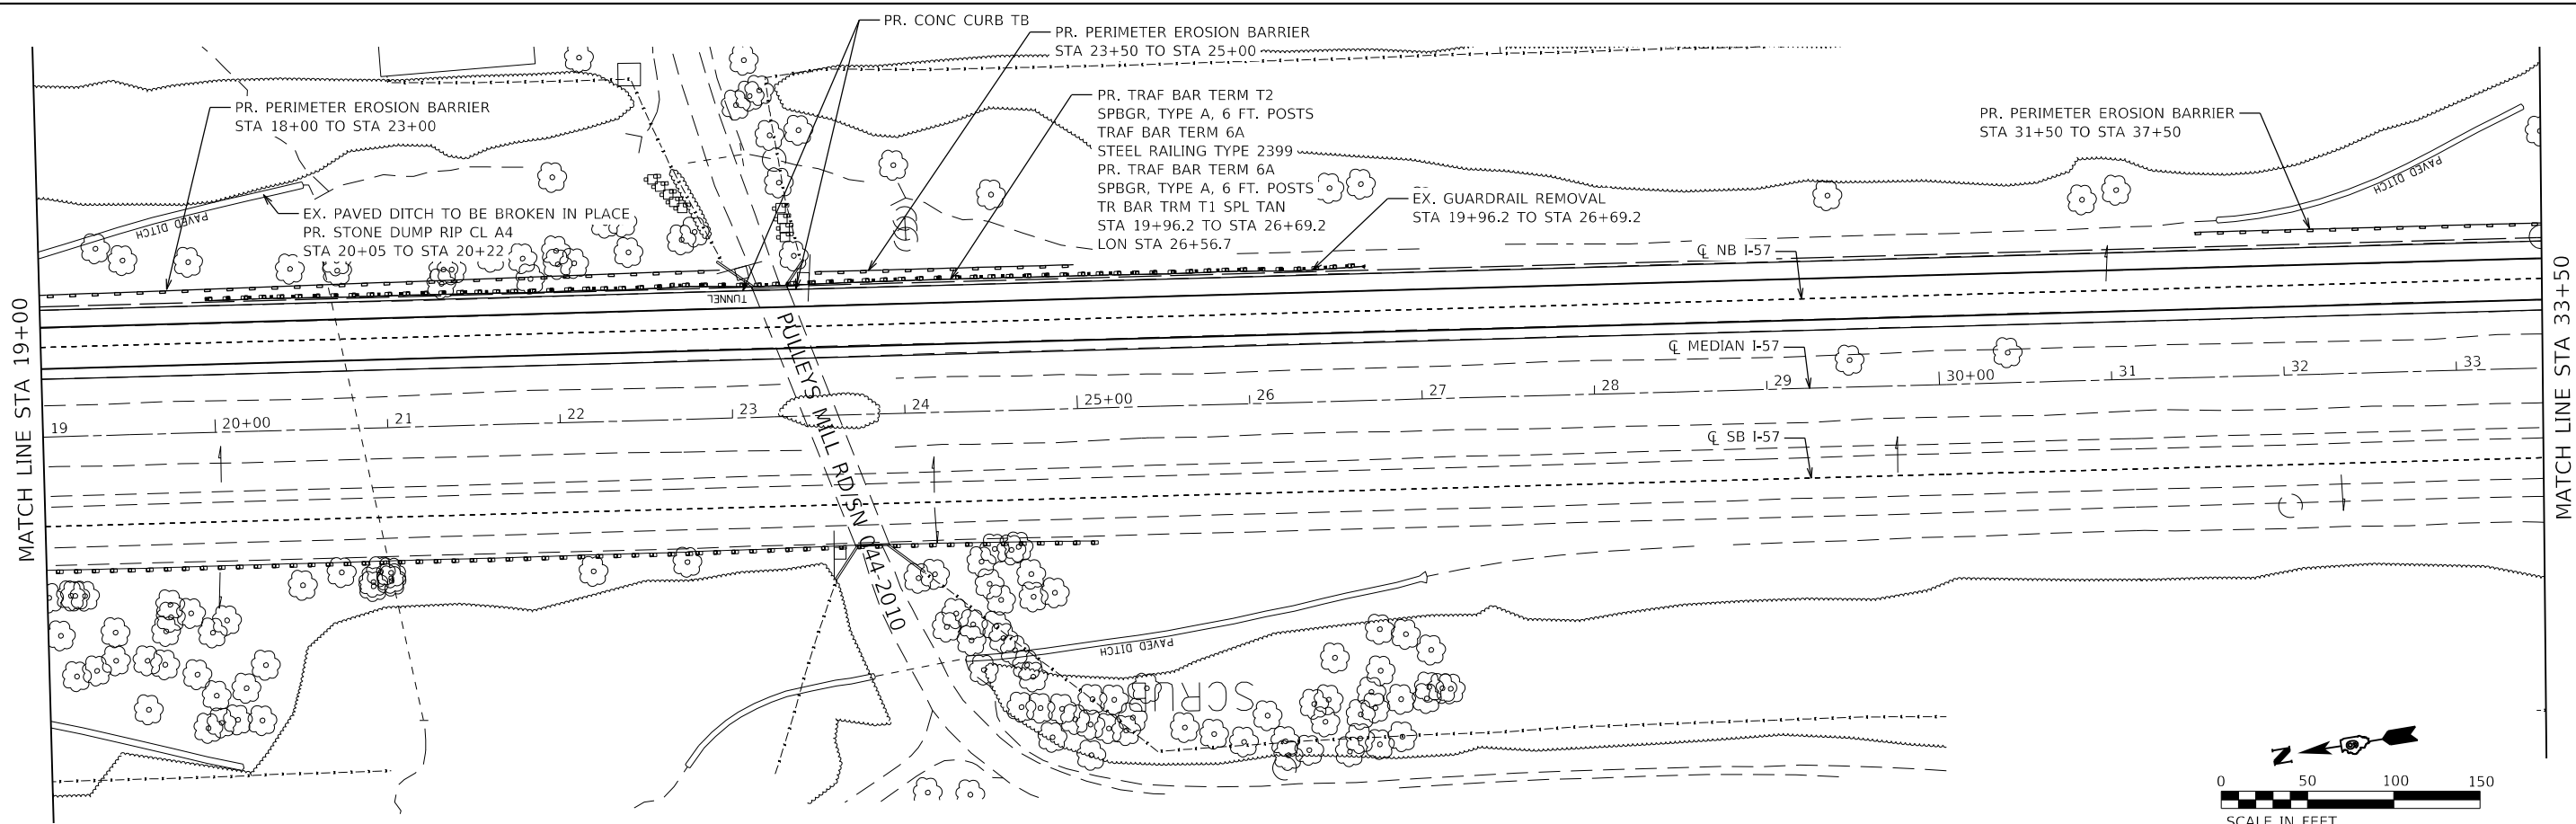 PR. CONC CURB TB
PR. PERIMETER EROSION BARRIER
STA 23+50 TO STA 25+00
PR. PERIMETER EROSION BARRIER
STA 18+00 TO STA 23+00
PR. TRAF BAR TERM T2
SPBGR, TYPE A, 6 FT. POSTS
TRAF BAR TERM 6A
STEEL RAILING TYPE 2399
PR. TRAF BAR TERM 6A
SPBGR, TYPE A, 6 FT. POSTS
TR BAR TRM T1 SPL TAN
STA 19+96.2 TO STA 26+69.2
LON STA 26+56.7
PR. PERIMETER EROSION BARRIER
STA 31+50 TO STA 37+50
EX. GUARDRAIL REMOVAL
STA 19+96.2 TO STA 26+69.2
EX. PAVED DITCH TO BE BROKEN IN PLACE
PR. STONE DUMP RIP CL A4
STA 20+05 TO STA 20+22
PAVED DITCH
PAVED DITCH
℄ NB I-57
TUNNEL
MATCH LINE STA 19+00
MATCH LINE STA 33+50
℄ MEDIAN I-57
19
20+00
21
22
23
24
25+00
26
27
28
29
30+00
31
32
33
℄ SB I-57
PULLEYS MILL RD/SN 044-2010
PAVED DITCH
SCRUB
N
0 50 100 150
SCALE IN FEET